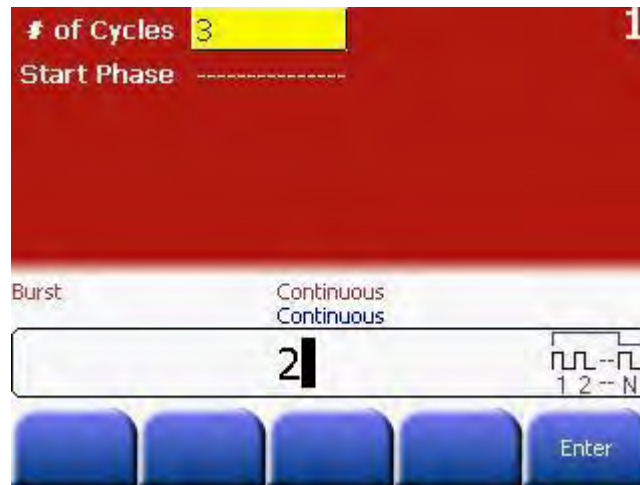 # of Cycles 3 1
Start Phase ---------------
Burst Continuous
Continuous
2
1 2 -- N
Enter